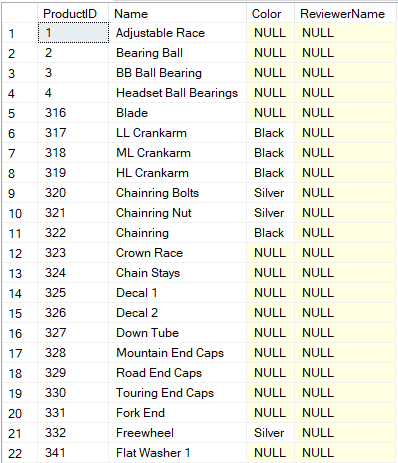 ProductID Name Color ReviewerName
1 1 Adjustable Race NULL NULL
2 2 Bearing Ball NULL NULL
3 3 BB Ball Bearing NULL NULL
4 4 Headset Ball Bearings NULL NULL
5 316 Blade NULL NULL
6 317 LL Crankarm Black NULL
7 318 ML Crankarm Black NULL
8 319 HL Crankarm Black NULL
9 320 Chainring Bolts Silver NULL
10 321 Chainring Nut Silver NULL
11 322 Chainring Black NULL
12 323 Crown Race NULL NULL
13 324 Chain Stays NULL NULL
14 325 Decal 1 NULL NULL
15 326 Decal 2 NULL NULL
16 327 Down Tube NULL NULL
17 328 Mountain End Caps NULL NULL
18 329 Road End Caps NULL NULL
19 330 Touring End Caps NULL NULL
20 331 Fork End NULL NULL
21 332 Freewheel Silver NULL
22 341 Flat Washer 1 NULL NULL